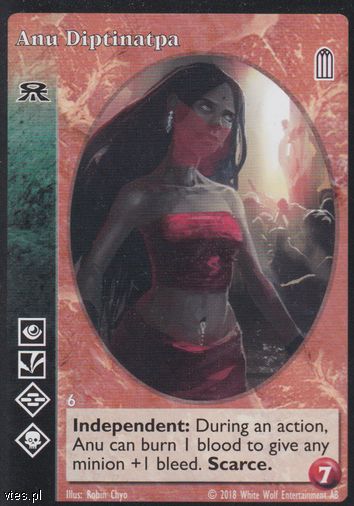 Anu Diptinatpa
6
Independent: During an action,
Anu can burn 1 blood to give any
minion +1 bleed. Scarce.
7
Illus: Robin Chyo © 2018 White Wolf Entertainment AB
vtes.pl